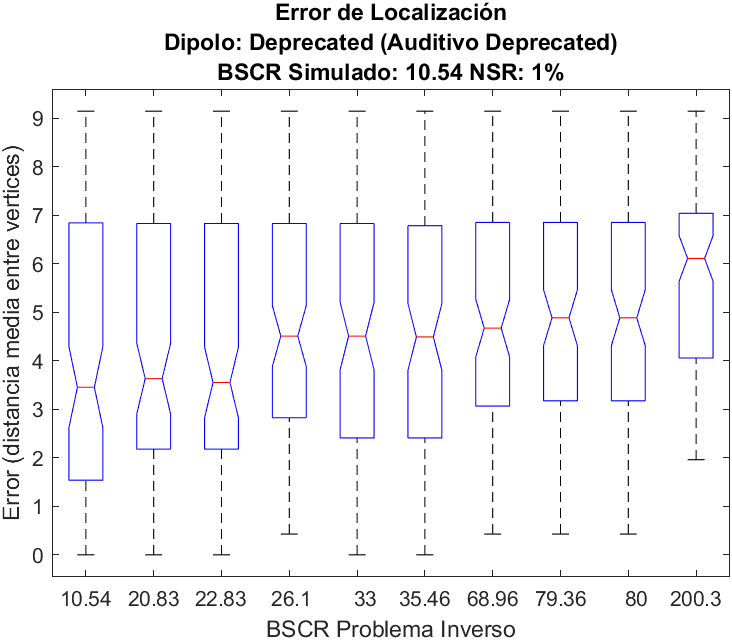 Error de Localización
Dipolo: Deprecated (Auditivo Deprecated)
BSCR Simulado: 10.54 NSR: 1%
Error (distancia media entre vertices)
9
8
7
6
5
4
3
2
1
0
10.54 20.83 22.83 26.1 33 35.46 68.96 79.36 80 200.3
BSCR Problema Inverso